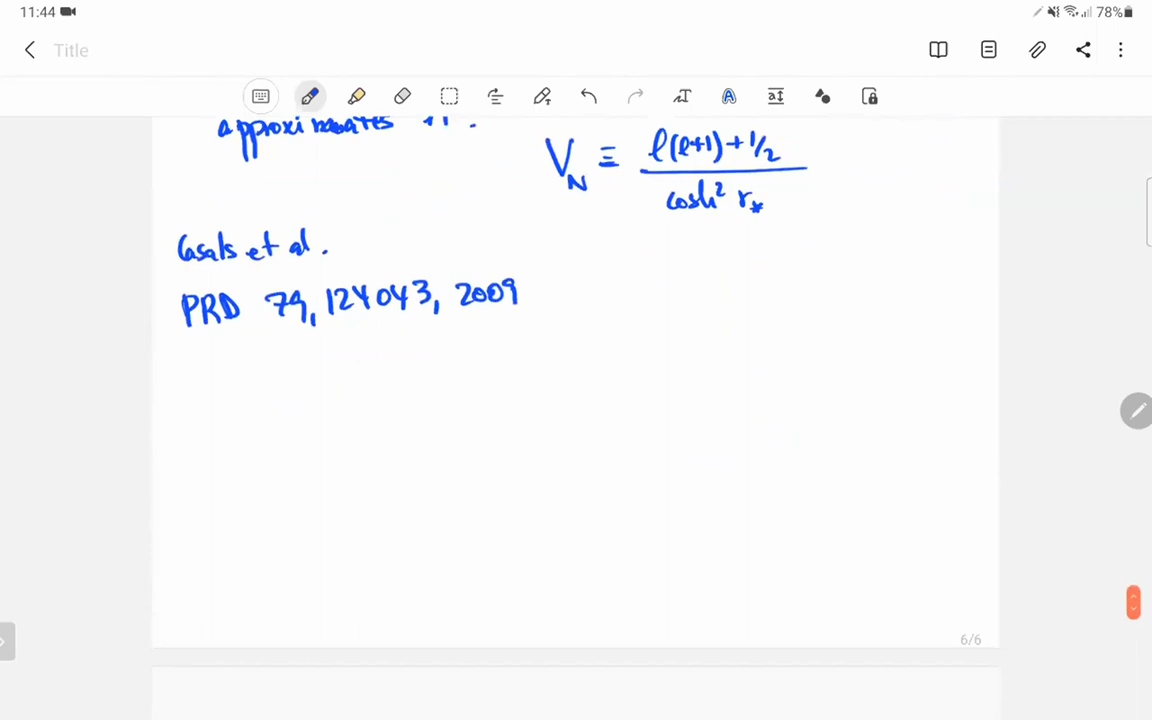 11:44 78%
Title
approximates it.
V_N ≡ ℓ(ℓ+1)+1/2 / cosh² r_*
Casals et al.
PRD 79, 124043, 2009
6/6